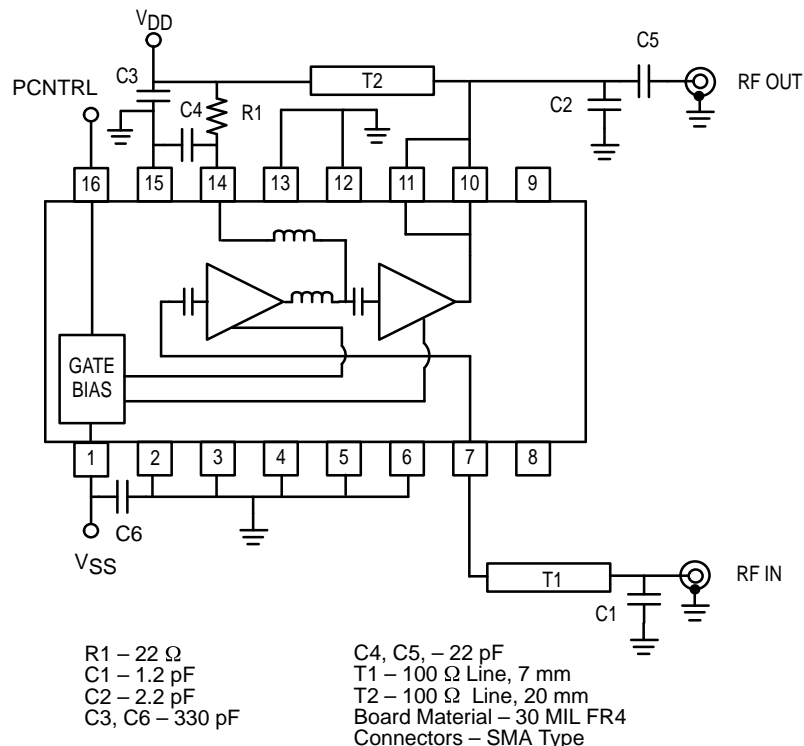 VDD
C5
C3
T2
RF OUT
PCNTRL
C4
R1
C2
16
15
14
13
12
11
10
9
GATE
BIAS
1
2
3
4
5
6
7
8
C6
VSS
T1
RF IN
C1
R1 – 22 Ω
C1 – 1.2 pF
C2 – 2.2 pF
C3, C6 – 330 pF
C4, C5, – 22 pF
T1 – 100 Ω Line, 7 mm
T2 – 100 Ω Line, 20 mm
Board Material – 30 MIL FR4
Connectors – SMA Type